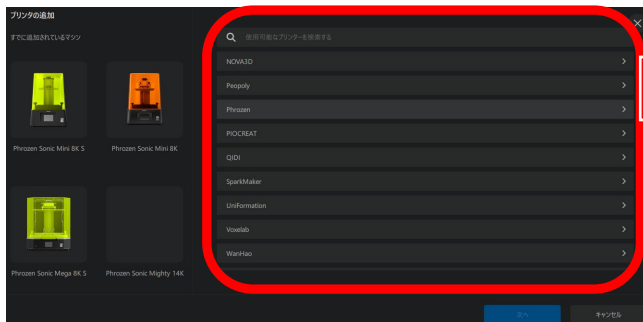 プリンタの追加
すでに追加されているマシン
Phrozen Sonic Mini 8K S
Phrozen Sonic Mini 8K
Phrozen Sonic Mega 8K S
Phrozen Sonic Mighty 14K
使用可能なプリンターを検索する
NOVA3D
Peopoly
Phrozen
PIOCREAT
QIDI
SparkMaker
UniFormation
Voxelab
WanHao
次へ
キャンセル